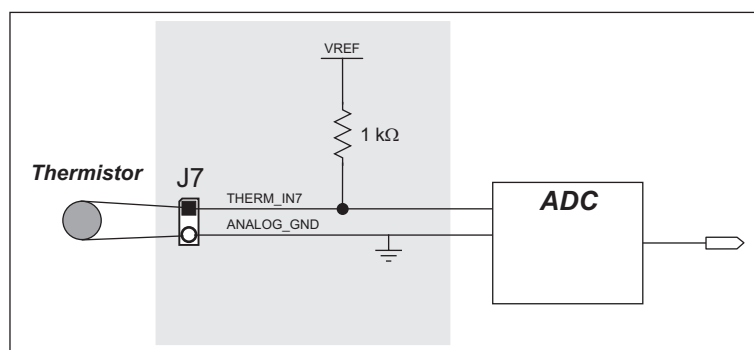 VREF
1 kΩ
Thermistor
J7
THERM_IN7
ANALOG_GND
ADC